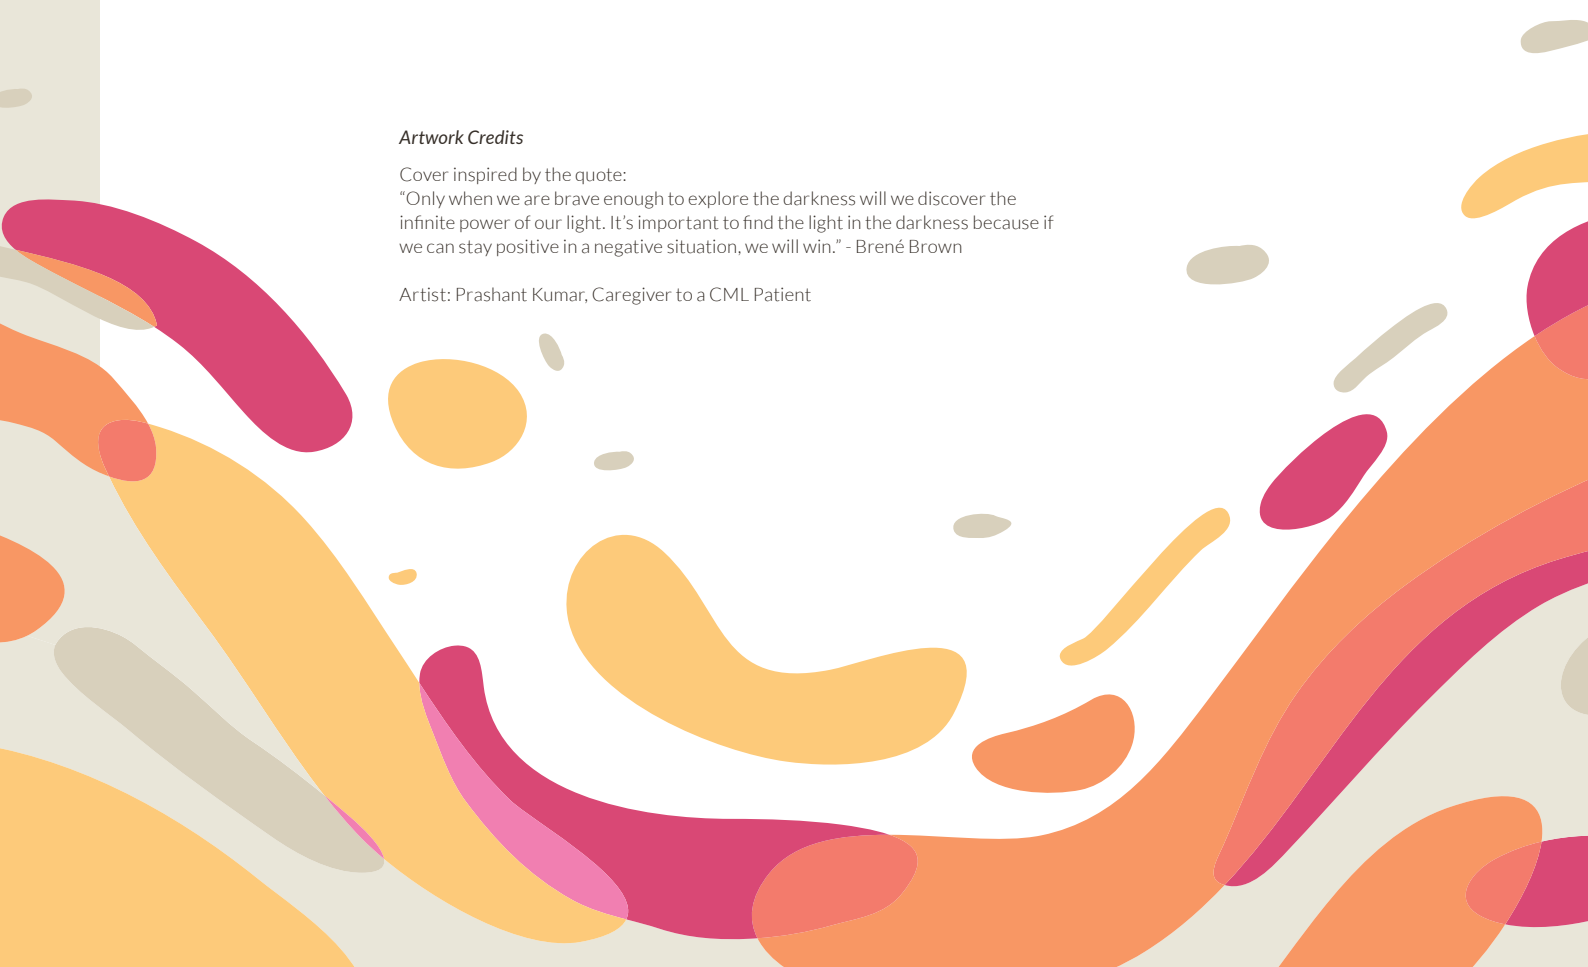 Artwork Credits
Cover inspired by the quote:
“Only when we are brave enough to explore the darkness will we discover the
infinite power of our light. It’s important to find the light in the darkness because if
we can stay positive in a negative situation, we will win.” - Brené Brown
Artist: Prashant Kumar, Caregiver to a CML Patient